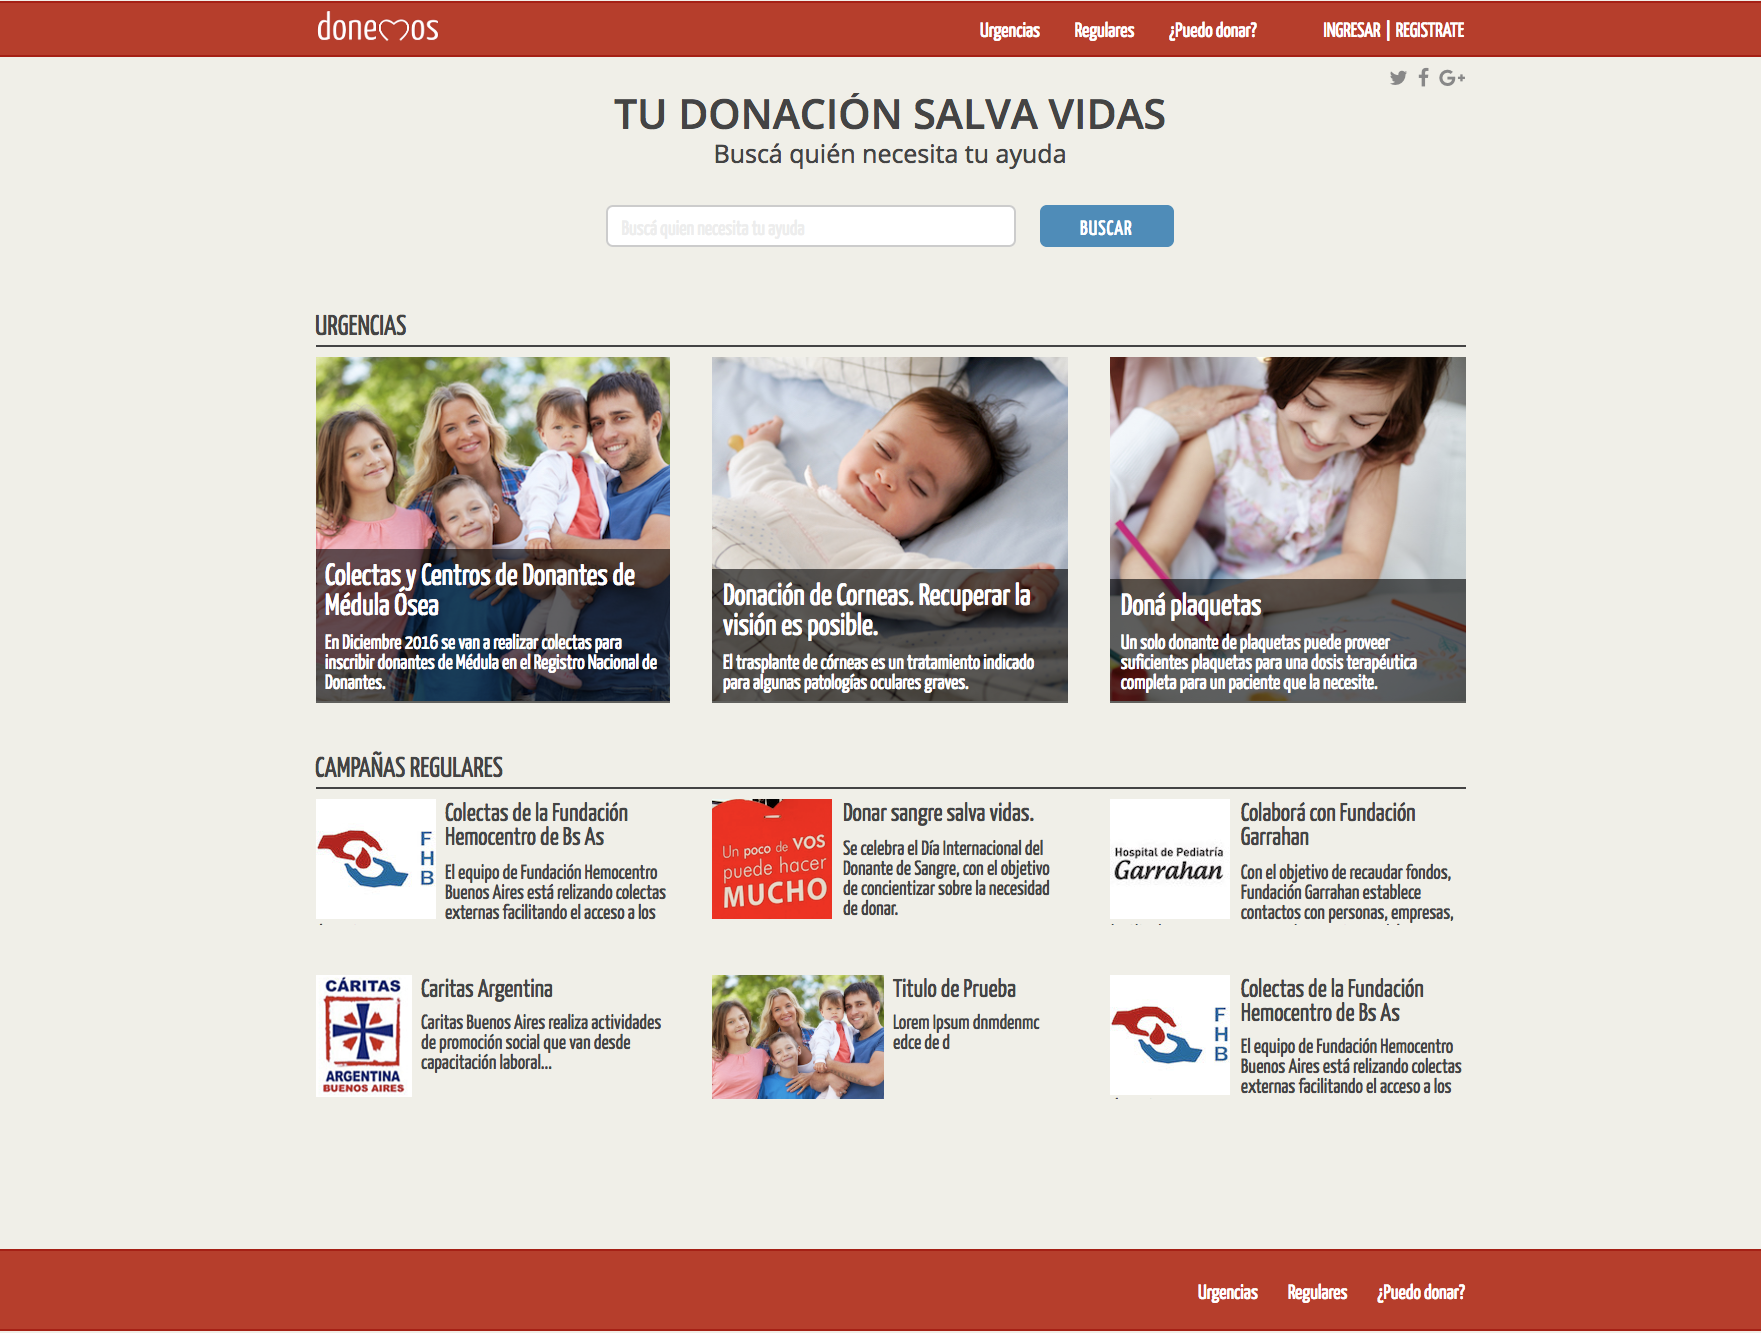 donemos
Urgencias Regulares ¿Puedo donar? INGRESAR | REGISTRATE
TU DONACIÓN SALVA VIDAS
Buscá quién necesita tu ayuda
Buscá quien necesita tu ayuda
BUSCAR
URGENCIAS
Colectas y Centros de Donantes de
Médula Ósea
En Diciembre 2016 se van a realizar colectas para
inscribir donantes de Médula en el Registro Nacional de
Donantes.
Donación de Corneas. Recuperar la
visión es posible.
El trasplante de córneas es un tratamiento indicado
para algunas patologías oculares graves.
Doná plaquetas
Un solo donante de plaquetas puede proveer
suficientes plaquetas para una dosis terapéutica
completa para un paciente que la necesite.
CAMPAÑAS REGULARES
F
H
B
Colectas de la Fundación
Hemocentro de Bs As
El equipo de Fundación Hemocentro
Buenos Aires está relizando colectas
externas facilitando el acceso a los
Un poco de VOS
puede hacer
MUCHO
Donar sangre salva vidas.
Se celebra el Día Internacional del
Donante de Sangre, con el objetivo
de concientizar sobre la necesidad
de donar.
Hospital de Pediatría
Garrahan
Colaborá con Fundación
Garrahan
Con el objetivo de recaudar fondos,
Fundación Garrahan establece
contactos con personas, empresas,
CÁRITAS
ARGENTINA
BUENOS AIRES
Caritas Argentina
Caritas Buenos Aires realiza actividades
de promoción social que van desde
capacitación laboral...
Titulo de Prueba
Lorem Ipsum dnmdenmc
edce de d
F
H
B
Colectas de la Fundación
Hemocentro de Bs As
El equipo de Fundación Hemocentro
Buenos Aires está relizando colectas
externas facilitando el acceso a los
Urgencias Regulares ¿Puedo donar?